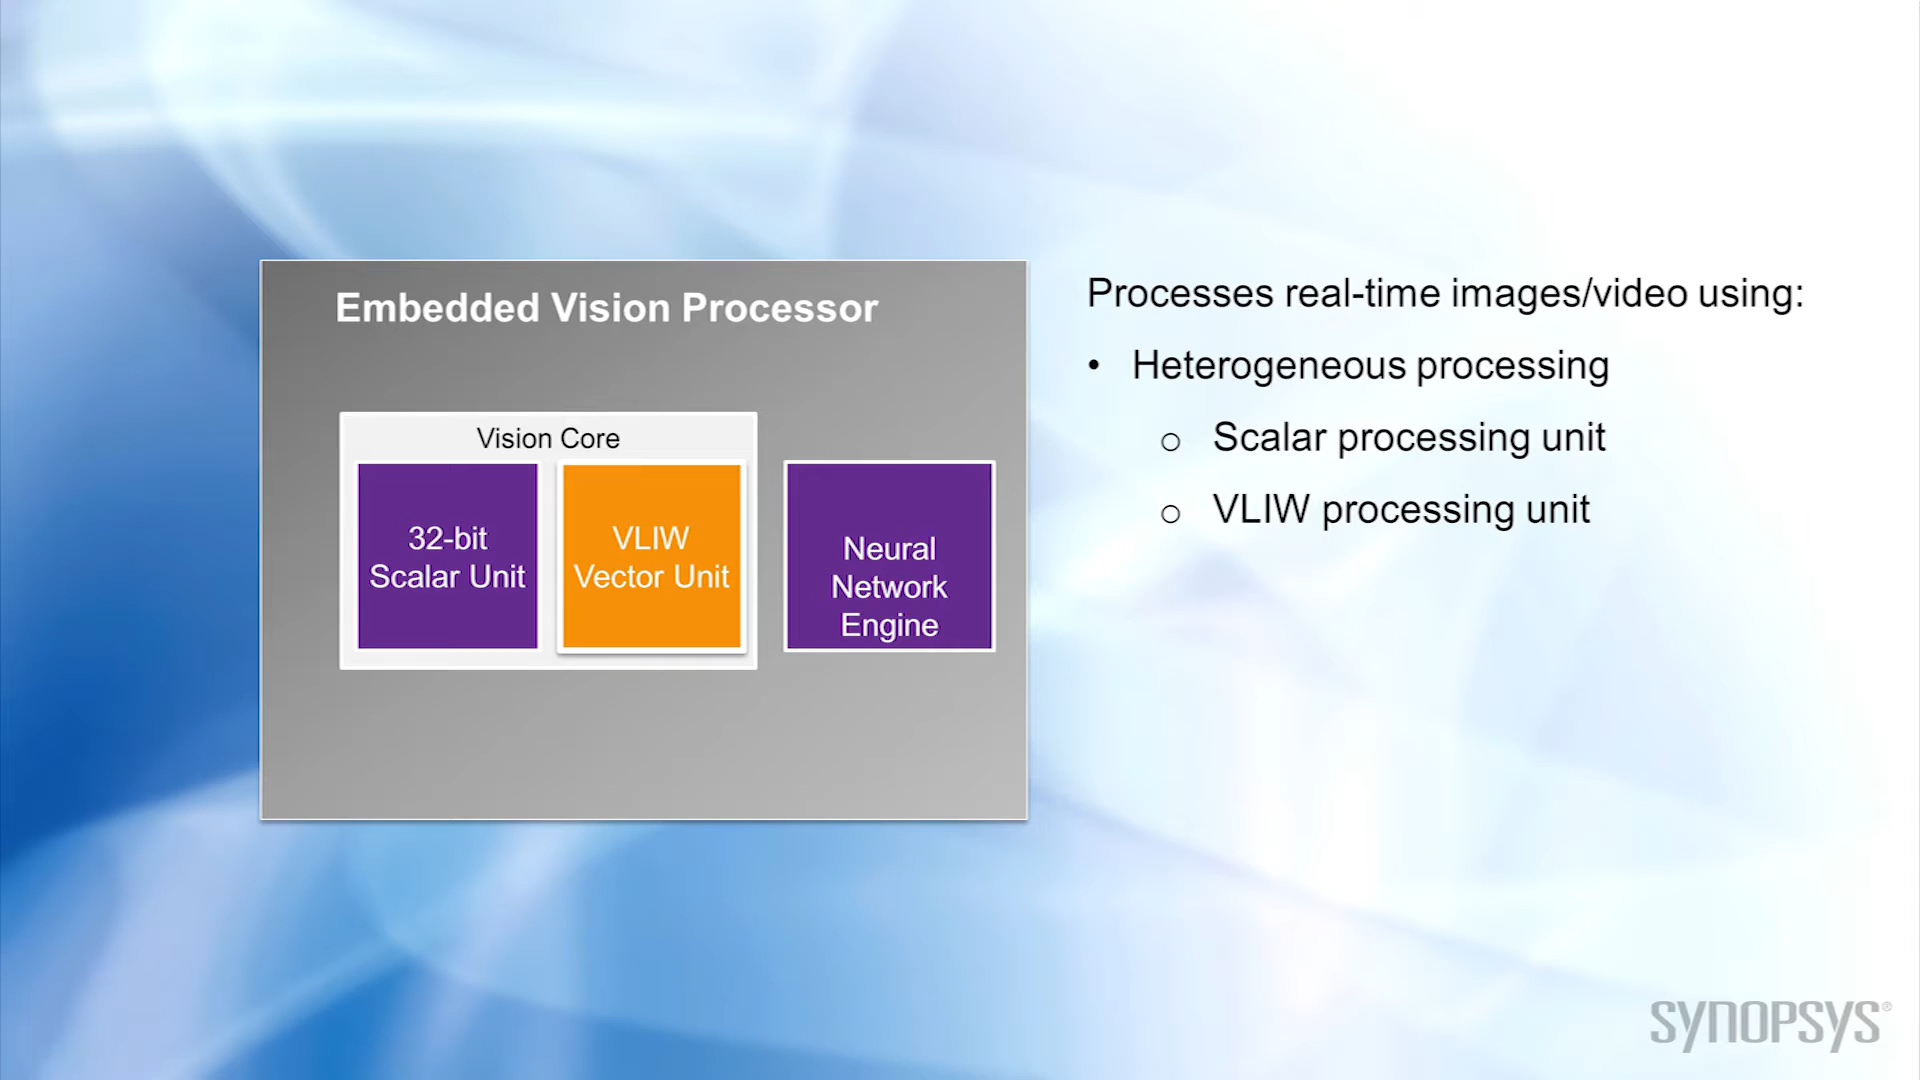 Embedded Vision Processor
Vision Core
32-bit
Scalar Unit
VLIW
Vector Unit
Neural
Network
Engine
Processes real-time images/video using:
• Heterogeneous processing
o Scalar processing unit
o VLIW processing unit
SYNOPSYS®